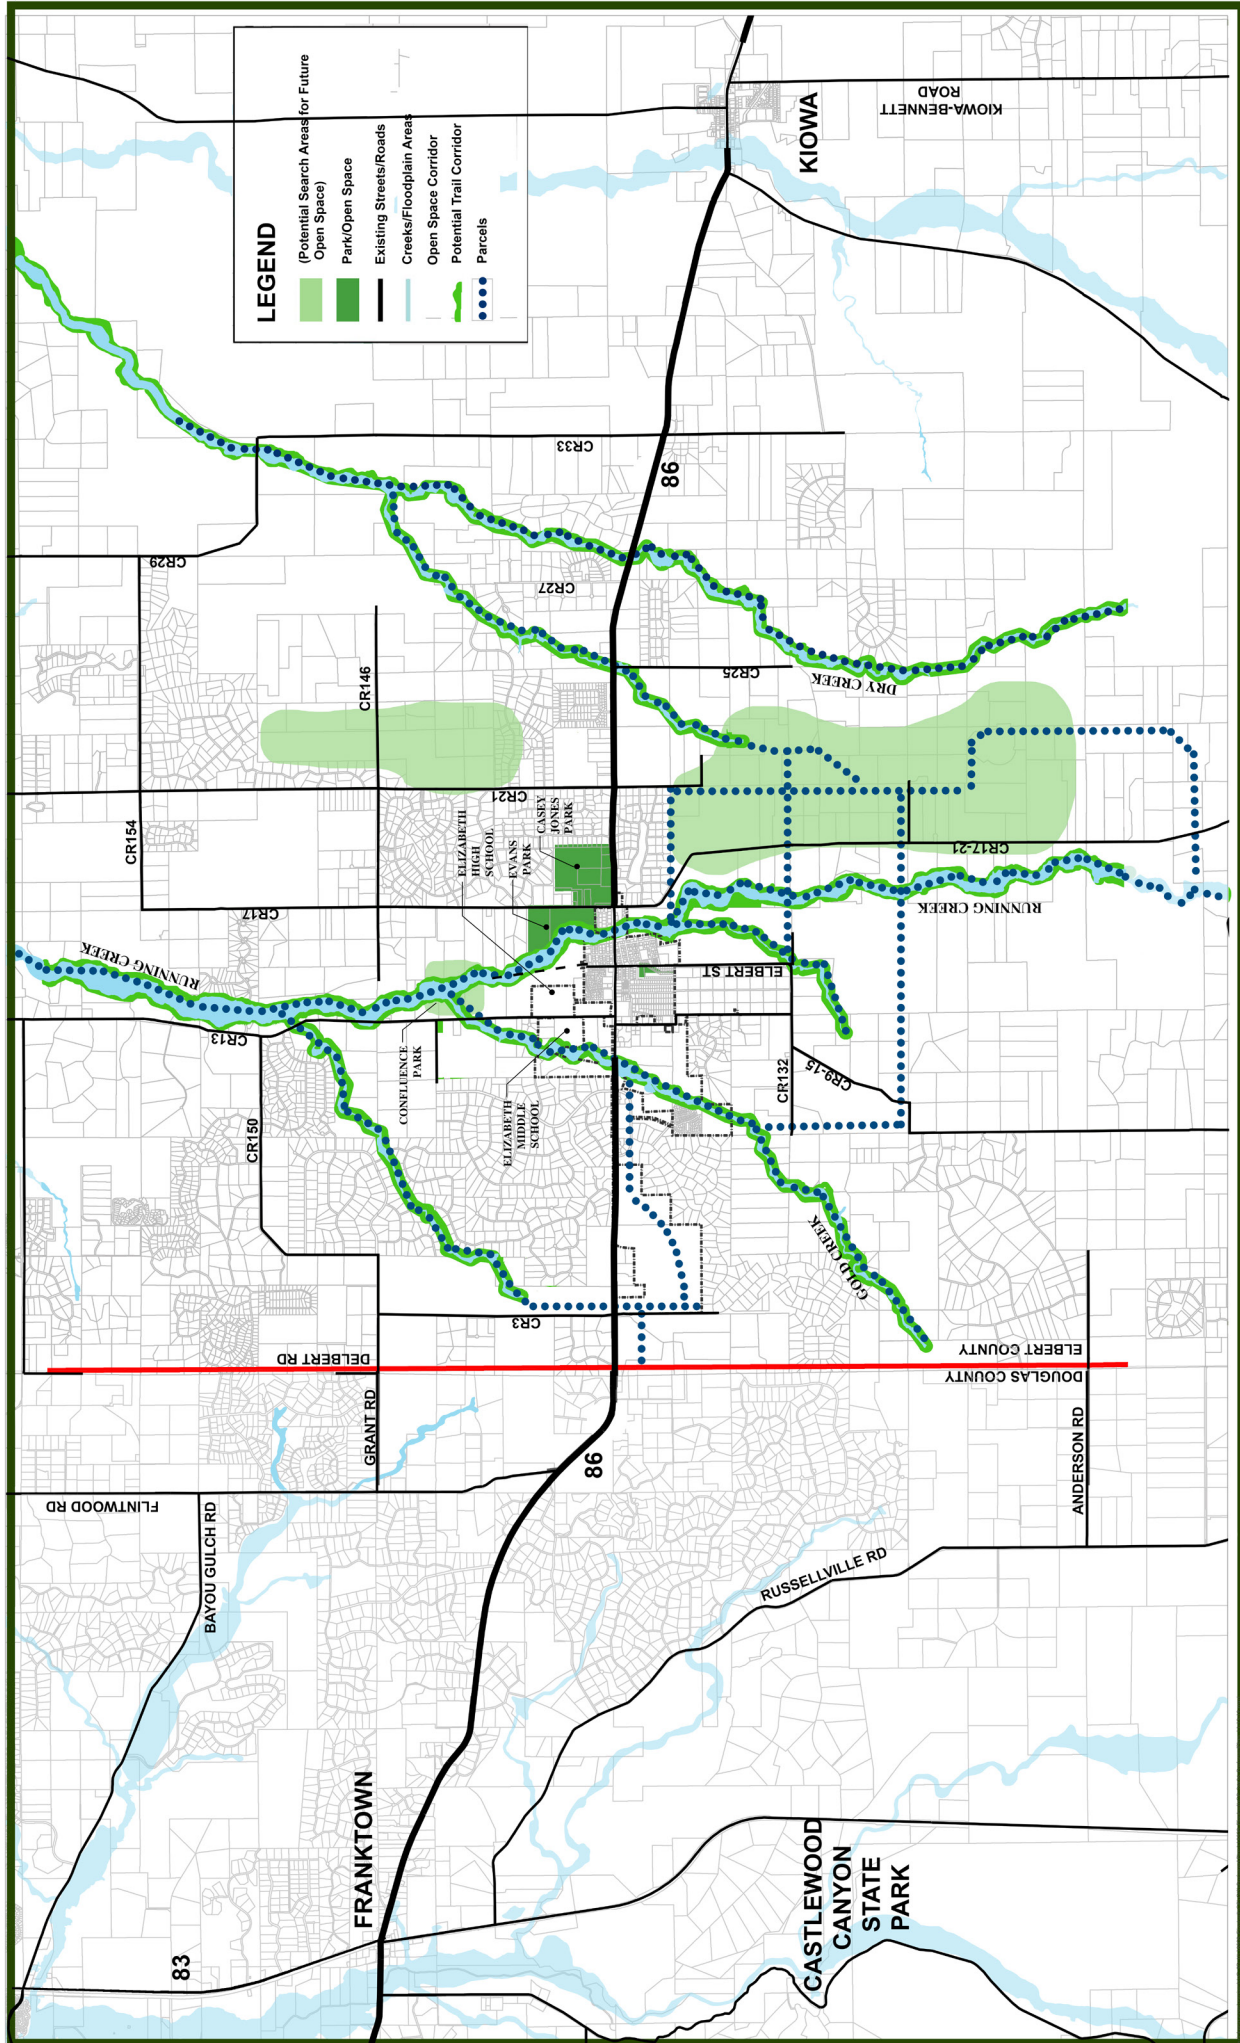 LEGEND
(Potential Search Areas for Future
Open Space)
Park/Open Space
Existing Streets/Roads
Creeks/Floodplain Areas
Open Space Corridor
Potential Trail Corridor
Parcels
83
FRANKTOWN
CASTLEWOOD
CANYON
STATE
PARK
BAYOU GULCH RD
FLINTWOOD RD
GRANT RD
DELBERT RD
86
RUSSELLVILLE RD
ANDERSON RD
DOUGLAS COUNTY
ELBERT COUNTY
CR3
CR150
CR13
RUNNING CREEK
CONFLUENCE
PARK
ELIZABETH
MIDDLE
SCHOOL
ELIZABETH
HIGH
SCHOOL
EVANS
PARK
CASEY
JONES
PARK
CR17
CR154
CR146
CR21
ELBERT ST
CR132
CR9-15
GOLD CREEK
RUNNING CREEK
CR17-21
CR25
DRY CREEK
CR27
CR29
CR33
86
KIOWA
KIOWA-BENNETT
ROAD